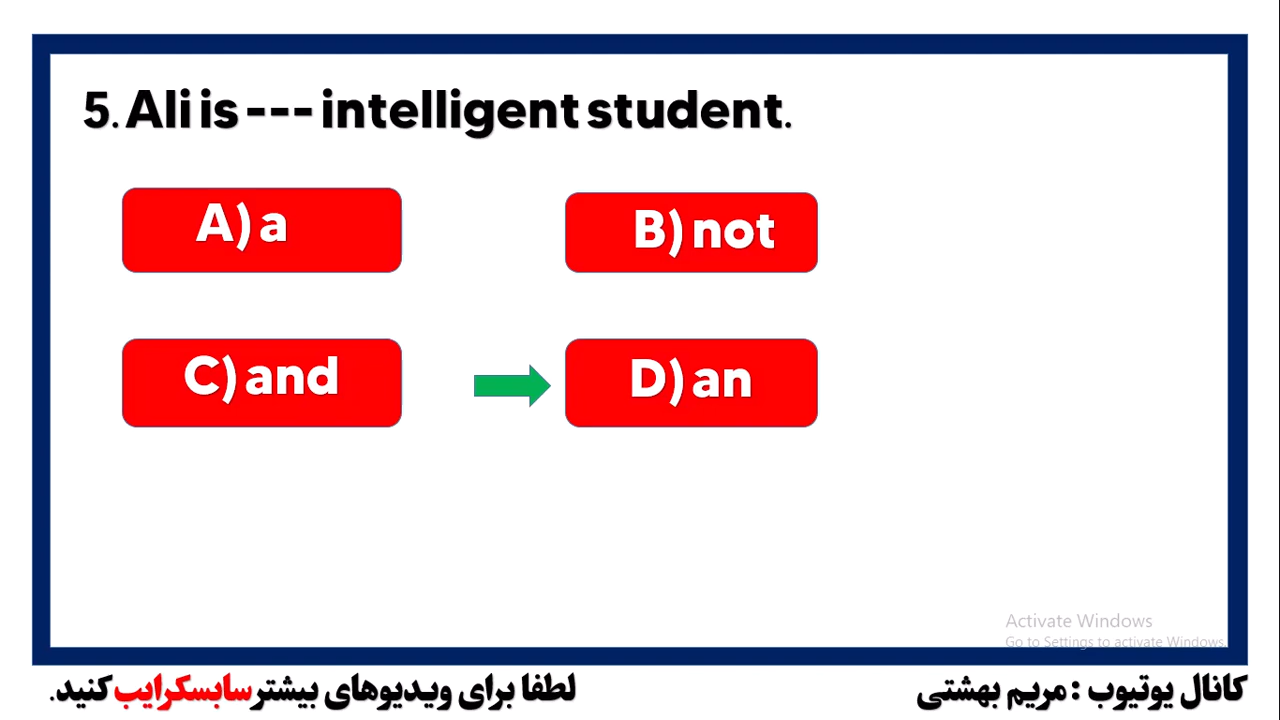 5. Ali is --- intelligent student.
A) a
B) not
C) and
D) an
Activate Windows
Go to Settings to activate Windows.
کانال یوتیوب : مریم بهشتی
لطفا برای ویدیوهای بیشتر سابسکرایب کنید.